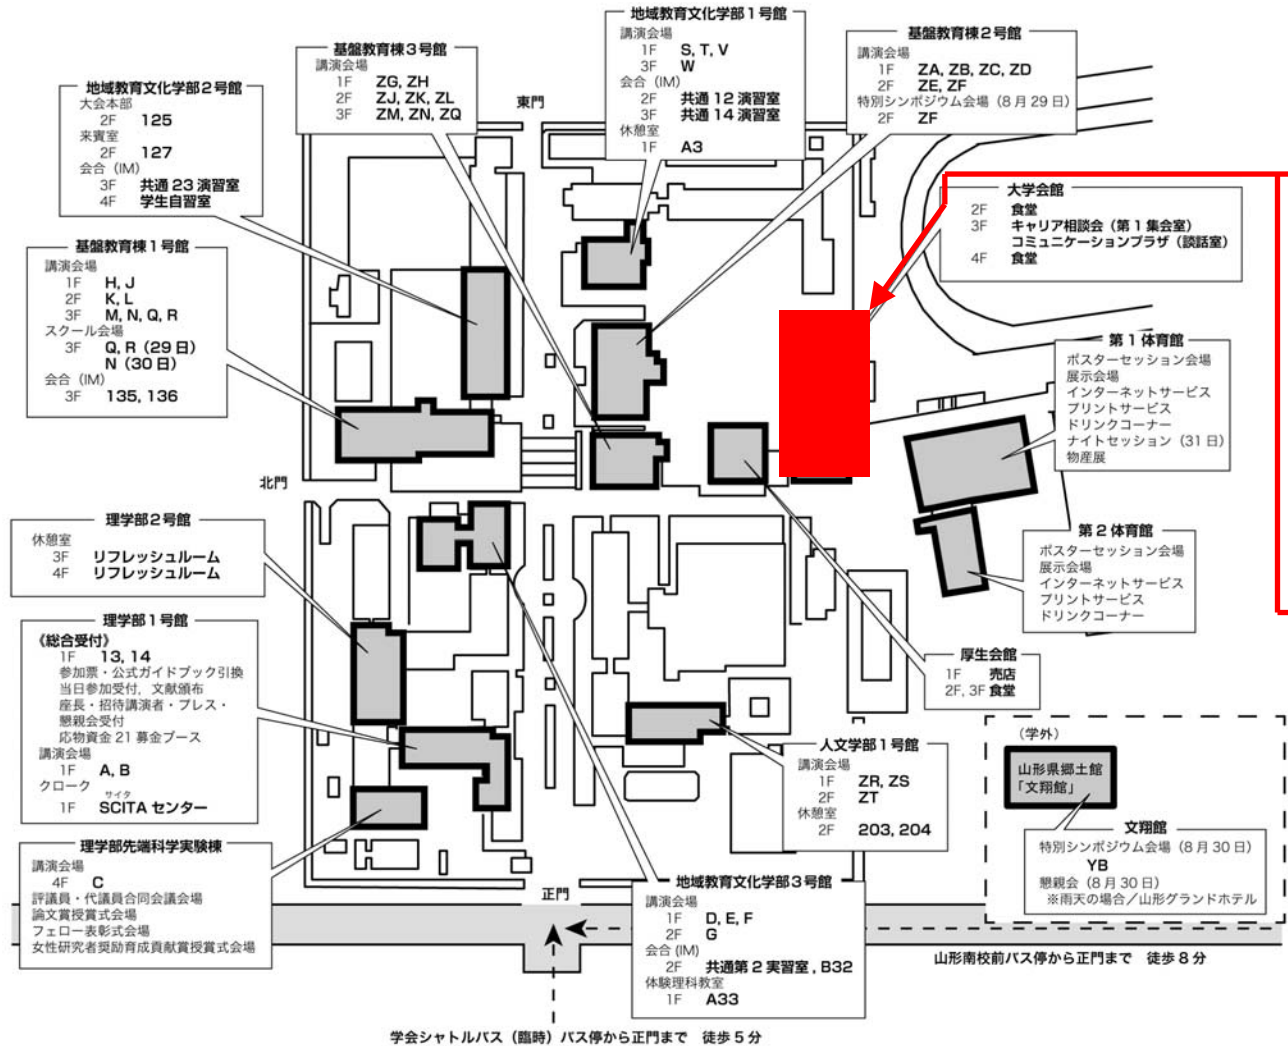 地域教育文化学部1号館
講演会場
1F S, T, V
3F W
会合 (IM)
2F 共通 12 演習室
3F 共通 14 演習室
休憩室
1F A3
基盤教育棟2号館
講演会場
1F ZA, ZB, ZC, ZD
2F ZE, ZF
特別シンポジウム会場 (8月29日)
2F ZF
基盤教育棟3号館
講演会場
1F ZG, ZH
2F ZJ, ZK, ZL
3F ZM, ZN, ZQ
地域教育文化学部2号館
大会本部
2F 125
来賓室
2F 127
会合 (IM)
3F 共通 23 演習室
4F 学生自習室
東門
大学会館
2F 食堂
3F キャリア相談会 (第1集会室)
コミュニケーションプラザ (談話室)
4F 食堂
基盤教育棟1号館
講演会場
1F H, J
2F K, L
3F M, N, Q, R
スクール会場
3F Q, R (29日)
N (30日)
会合 (IM)
3F 135, 136
第1体育館
ポスターセッション会場
展示会場
インターネットサービス
プリントサービス
ドリンクコーナー
ナイトセッション (31日)
物産展
北門
理学部2号館
休憩室
3F リフレッシュルーム
4F リフレッシュルーム
第2体育館
ポスターセッション会場
展示会場
インターネットサービス
プリントサービス
ドリンクコーナー
理学部1号館
《総合受付》
1F 13, 14
参加票・公式ガイドブック引換
当日参加受付, 文献頒布
座長・招待講演者・プレス・
懇親会受付
応物資金21募金ブース
講演会場
1F A, B
クローク
サイタ
1F SCITA センター
厚生会館
1F 売店
2F, 3F 食堂
人文学部1号館
講演会場
1F ZR, ZS
2F ZT
休憩室
2F 203, 204
(学外)
山形県郷土館
「文翔館」
文翔館
特別シンポジウム会場 (8月30日)
YB
懇親会 (8月30日)
※雨天の場合/山形グランドホテル
理学部先端科学実験棟
講演会場
4F C
評議員・代議員合同会議会場
論文賞授賞式会場
フェロー表彰式会場
女性研究者奨励育成貢献賞授賞式会場
正門
地域教育文化学部3号館
講演会場
1F D, E, F
2F G
会合 (IM)
2F 共通第2実習室, B32
体験理科教室
1F A33
山形南校前バス停から正門まで 徒歩8分
学会シャトルバス (臨時) バス停から正門まで 徒歩5分